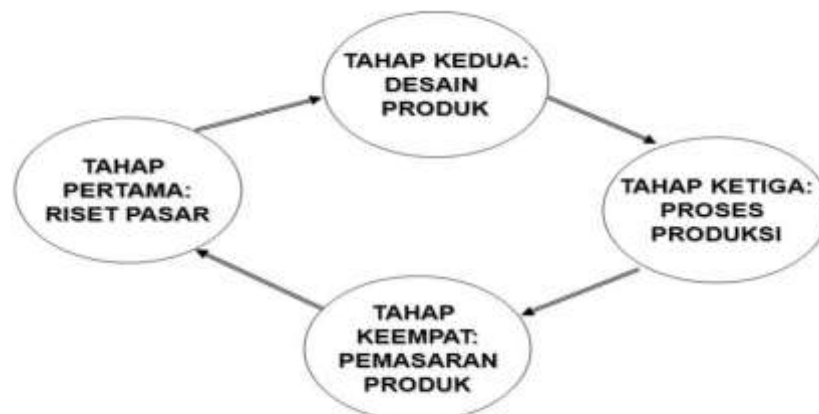 TAHAP
PERTAMA:
RISET PASAR
TAHAP KEDUA:
DESAIN
PRODUK
TAHAP KETIGA:
PROSES
PRODUKSI
TAHAP
KEEMPAT:
PEMASARAN
PRODUK